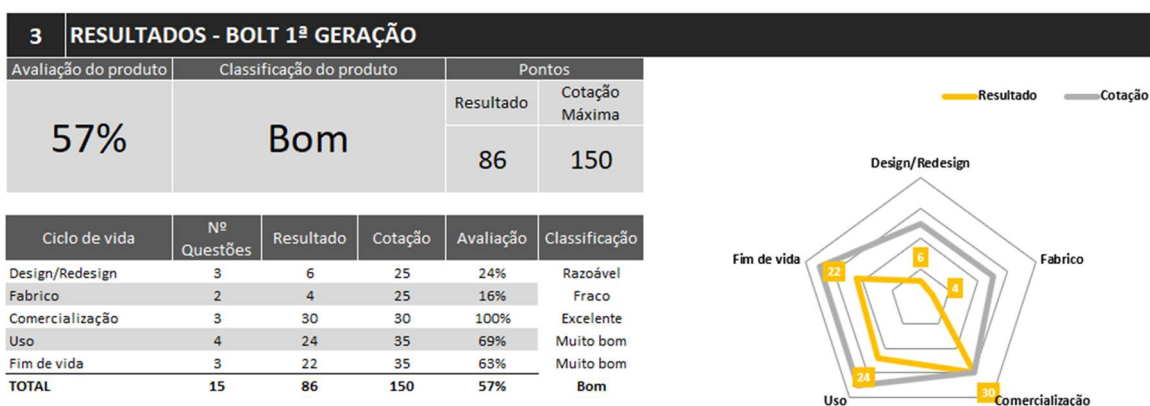 3 RESULTADOS - BOLT 1ª GERAÇÃO
Avaliação do produto Classificação do produto Pontos
57% Bom Resultado Cotação Máxima
86 150
Ciclo de vida Nº Questões Resultado Cotação Avaliação Classificação
Design/Redesign 3 6 25 24% Razoável
Fabrico 2 4 25 16% Fraco
Comercialização 3 30 30 100% Excelente
Uso 4 24 35 69% Muito bom
Fim de vida 3 22 35 63% Muito bom
TOTAL 15 86 150 57% Bom
Resultado Cotação
Design/Redesign
6
Fim de vida 22 4 Fabrico
24 30
Uso Comercialização